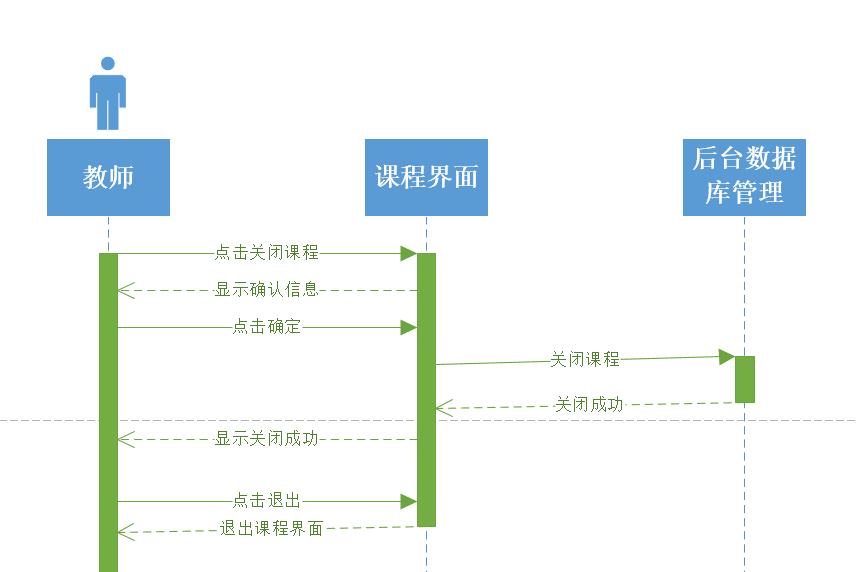 教师
课程界面
后台数据
库管理
点击关闭课程
显示确认信息
点击确定
关闭课程
关闭成功
显示关闭成功
点击退出
退出课程界面